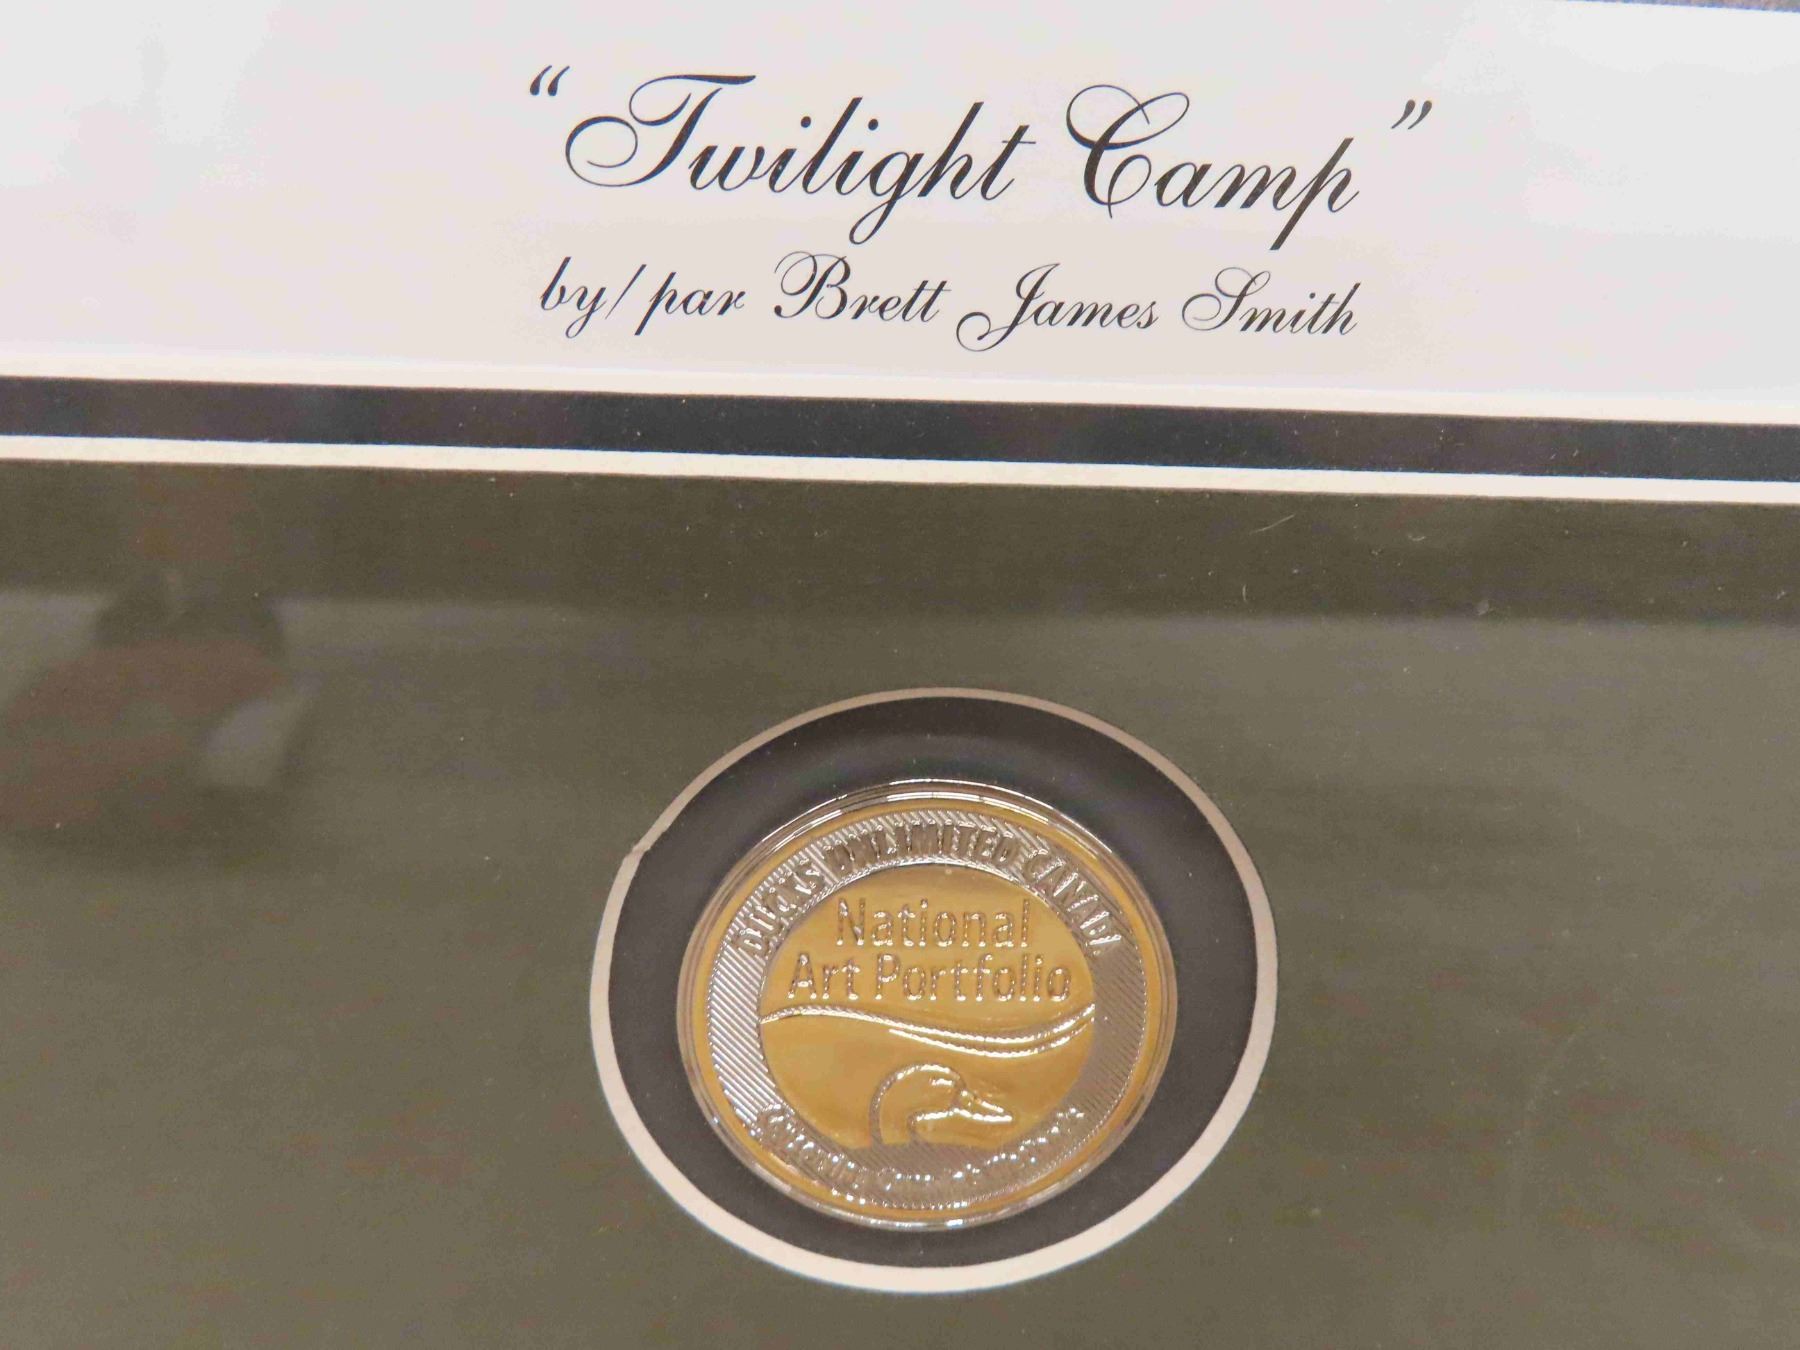 “Twilight Camp”
by/par Brett James Smith
DUCKS UNLIMITED CANADA
National
Art Portfolio